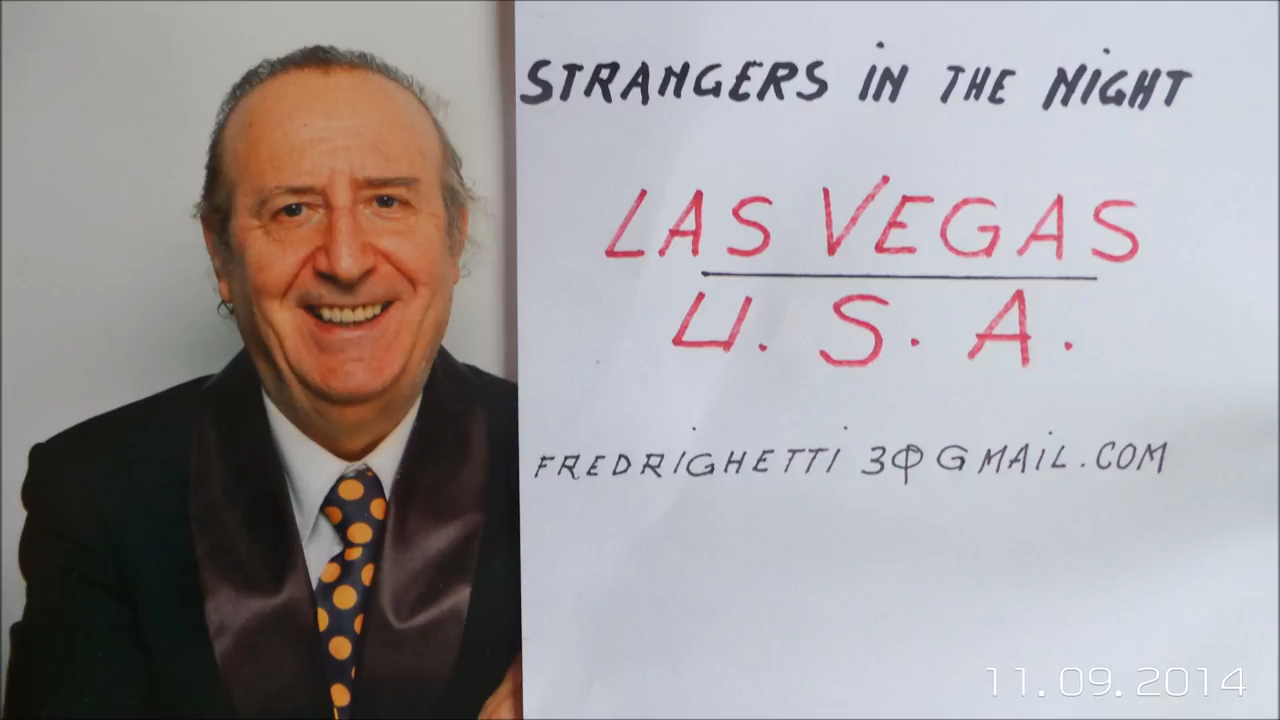 STRANGERS IN THE NIGHT
LAS VEGAS
U. S. A.
FREDRIGHETTI 3@GMAIL.COM
11.09.2014